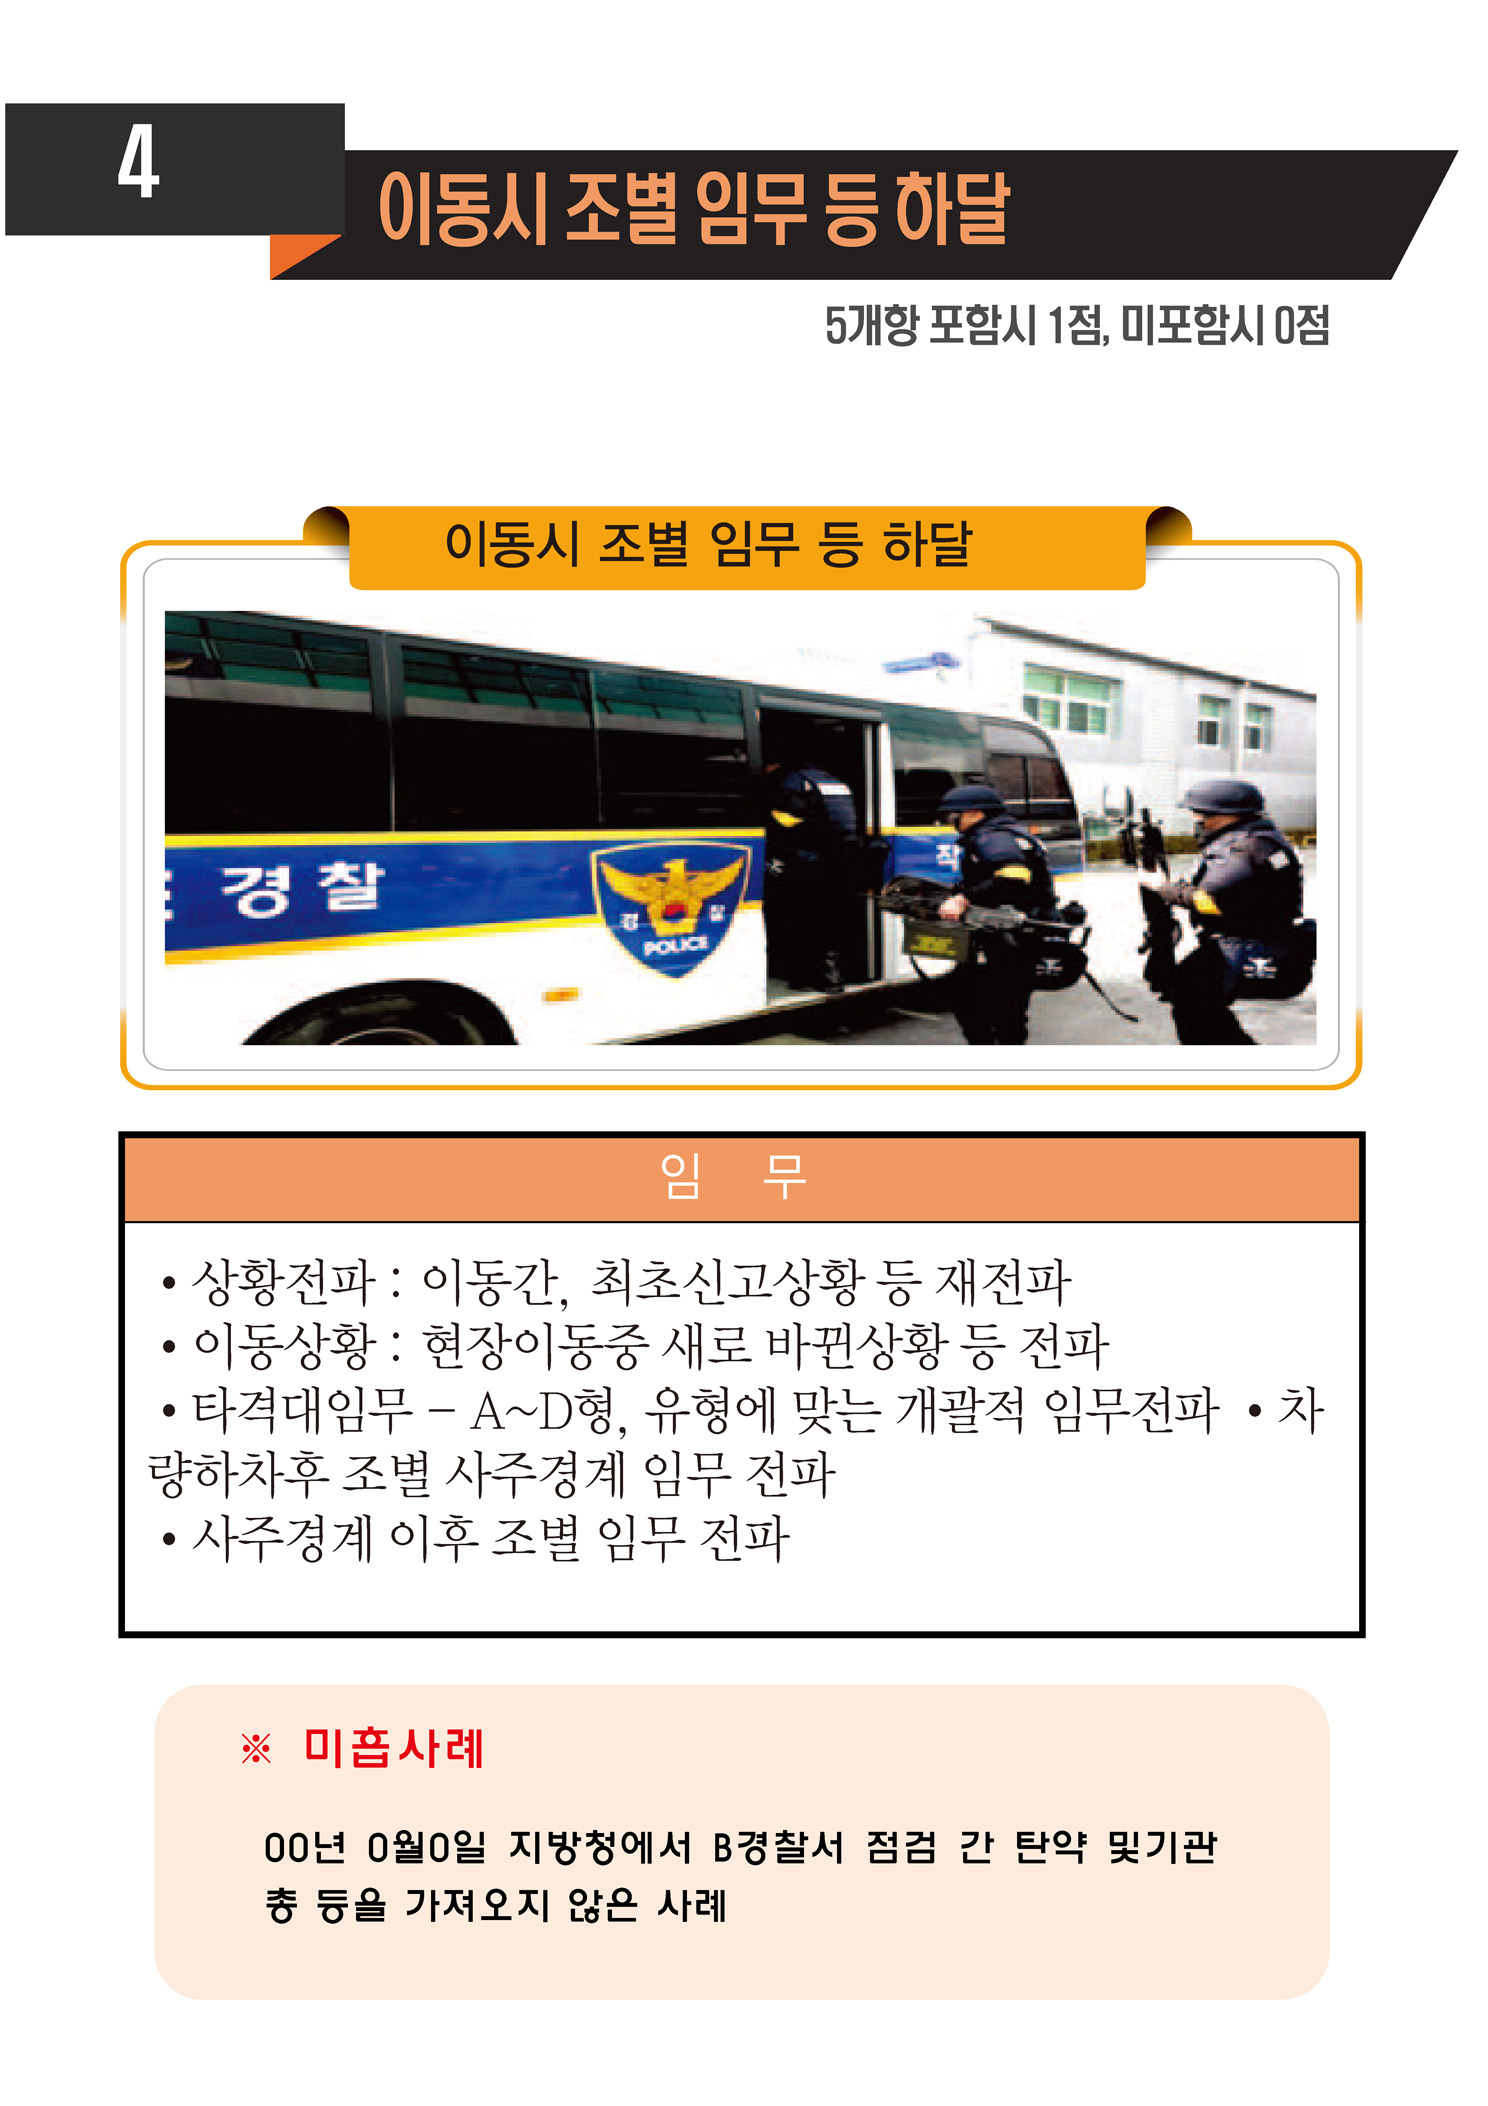 4
이동시 조별 임무 등 하달
5개항 포함시 1점, 미포함시 0점
이동시 조별 임무 등 하달
경찰
경 찰
POLICE
임 무
• 상황전파 : 이동간, 최초신고상황 등 재전파
• 이동상황 : 현장이동중 새로 바뀐상황 등 전파
• 타격대임무 - A~D형, 유형에 맞는 개괄적 임무전파 • 차
량하차후 조별 사주경계 임무 전파
• 사주경계 이후 조별 임무 전파
※ 미흡사례
00년 0월0일 지방청에서 B경찰서 점검 간 탄약 및기관
총 등을 가져오지 않은 사례